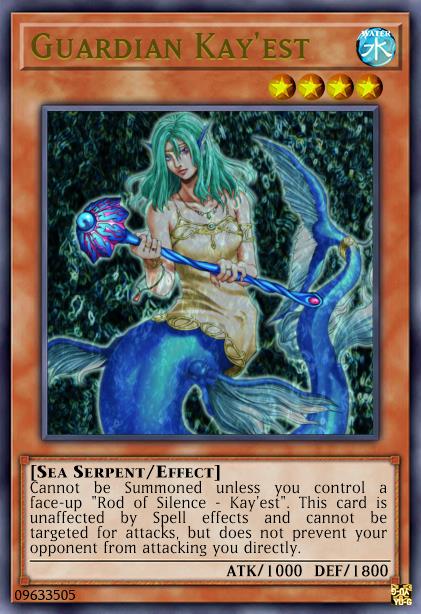 Guardian Kay'est
WATER
水
[Sea Serpent/Effect]
Cannot be Summoned unless you control a
face-up "Rod of Silence - Kay'est". This card is
unaffected by Spell effects and cannot be
targeted for attacks, but does not prevent your
opponent from attacking you directly.
ATK/1000 DEF/1800
09633505